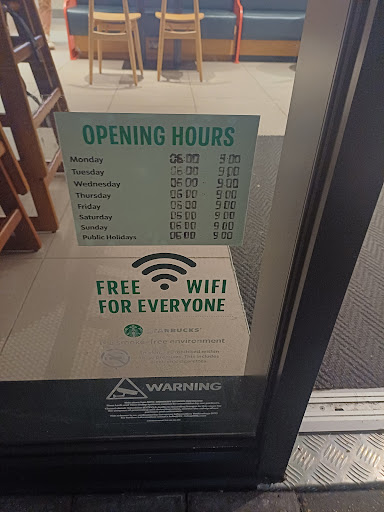 OPENING HOURS
Monday 06:00 9:00
Tuesday 06:00 9:00
Wednesday 06:00 9:00
Thursday 06:00 9:00
Friday 06:00 9:00
Saturday 06:00 9:00
Sunday 06:00 9:00
Public Holidays 06:00 9:00
FREE WIFI
FOR EVERYONE
STARBUCKS
environment
WARNING